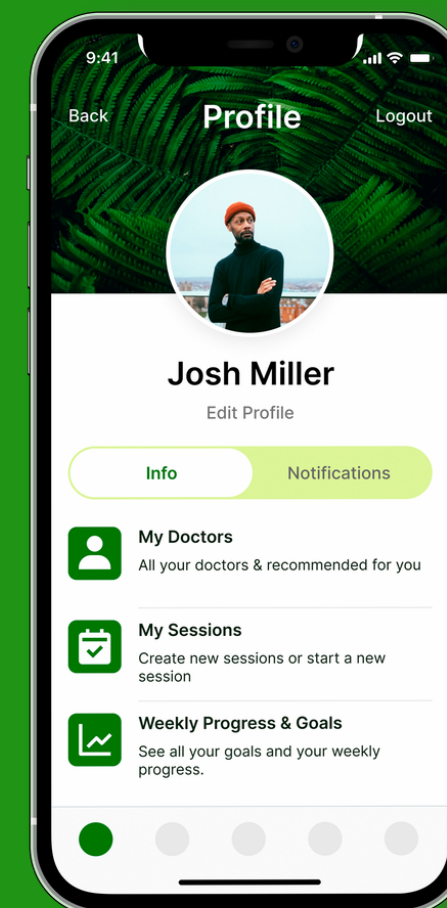 9:41
Back
Profile
Logout
Josh Miller
Edit Profile
Info
Notifications
My Doctors
All your doctors & recommended for you
My Sessions
Create new sessions or start a new
session
Weekly Progress & Goals
See all your goals and your weekly
progress.